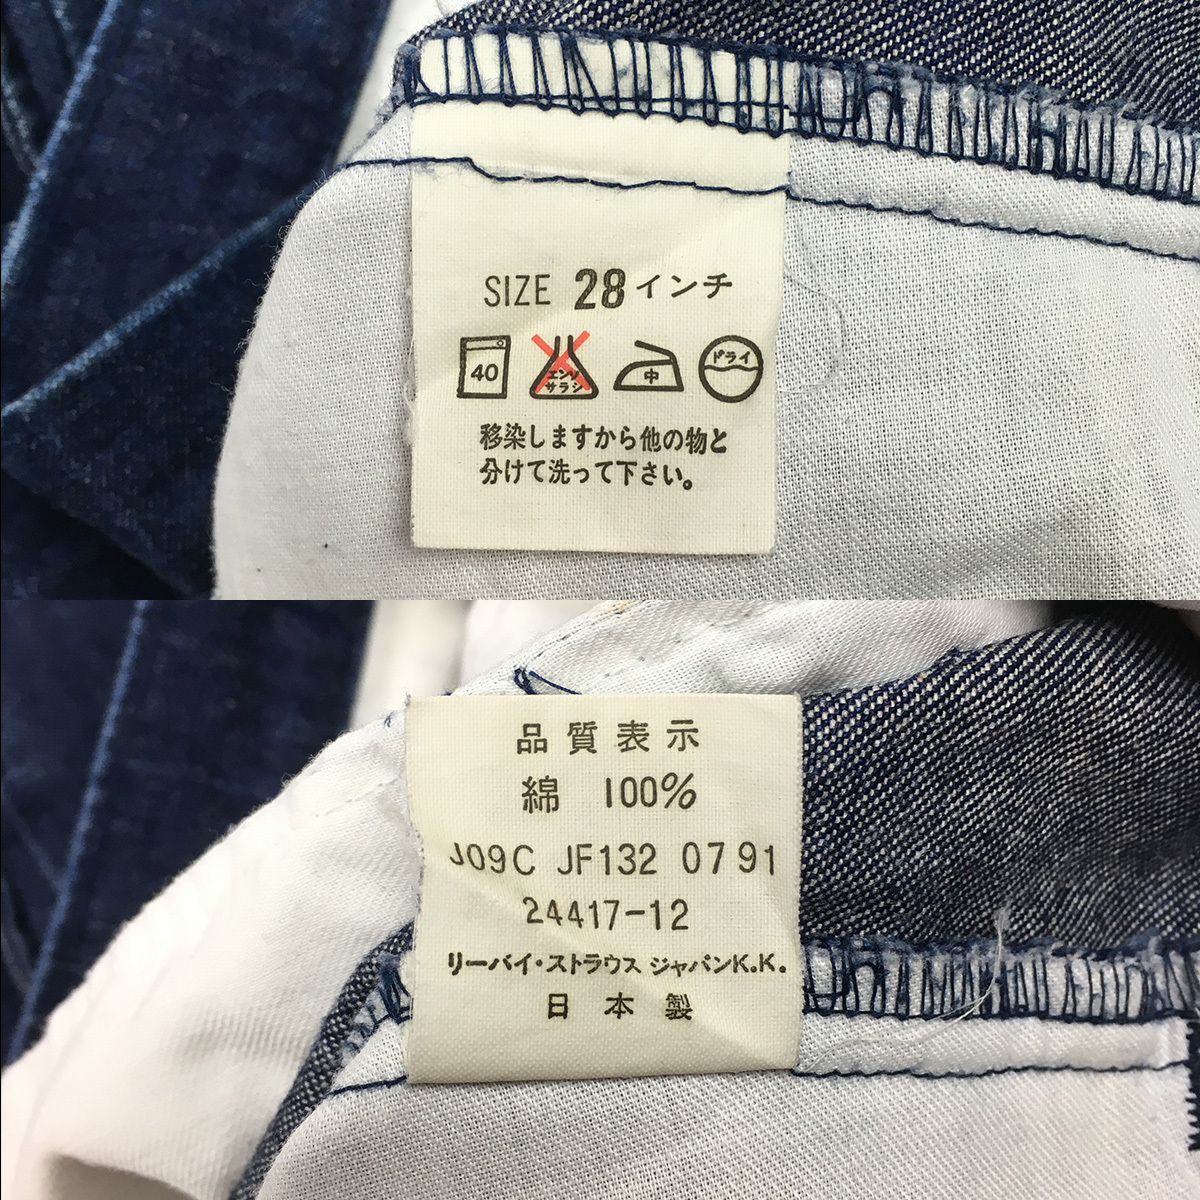 SIZE 28インチ
40 エンソ サラシ 中 ドライ
移染しますから他の物と
分けて洗って下さい。
品質表示
綿 100%
J09C JF132 0791
24417-12
リーバイ・ストラウス ジャパンK.K.
日本製